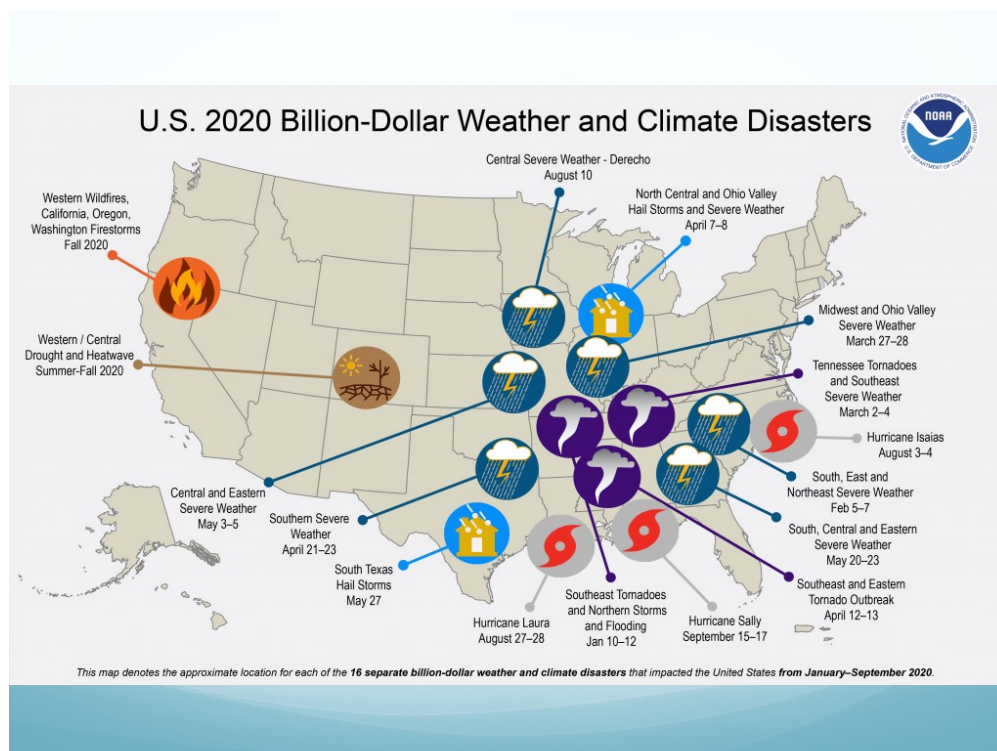 U.S. 2020 Billion-Dollar Weather and Climate Disasters
NATIONAL OCEANIC AND ATMOSPHERIC ADMINISTRATION
NOAA
U.S. DEPARTMENT OF COMMERCE
Central Severe Weather - Derecho
August 10
North Central and Ohio Valley
Hail Storms and Severe Weather
April 7–8
Western Wildfires,
California, Oregon,
Washington Firestorms
Fall 2020
Midwest and Ohio Valley
Severe Weather
March 27–28
Western / Central
Drought and Heatwave
Summer-Fall 2020
Tennessee Tornadoes
and Southeast
Severe Weather
March 2–4
Hurricane Isaias
August 3–4
South, East and
Northeast Severe Weather
Feb 5–7
Central and Eastern
Severe Weather
May 3–5
Southern Severe
Weather
April 21–23
South, Central and Eastern
Severe Weather
May 20–23
South Texas
Hail Storms
May 27
Southeast and Eastern
Tornado Outbreak
April 12–13
Hurricane Laura
August 27–28
Southeast Tornadoes
and Northern Storms
and Flooding
Jan 10–12
Hurricane Sally
September 15–17
This map denotes the approximate location for each of the 16 separate billion-dollar weather and climate disasters that impacted the United States from January–September 2020.